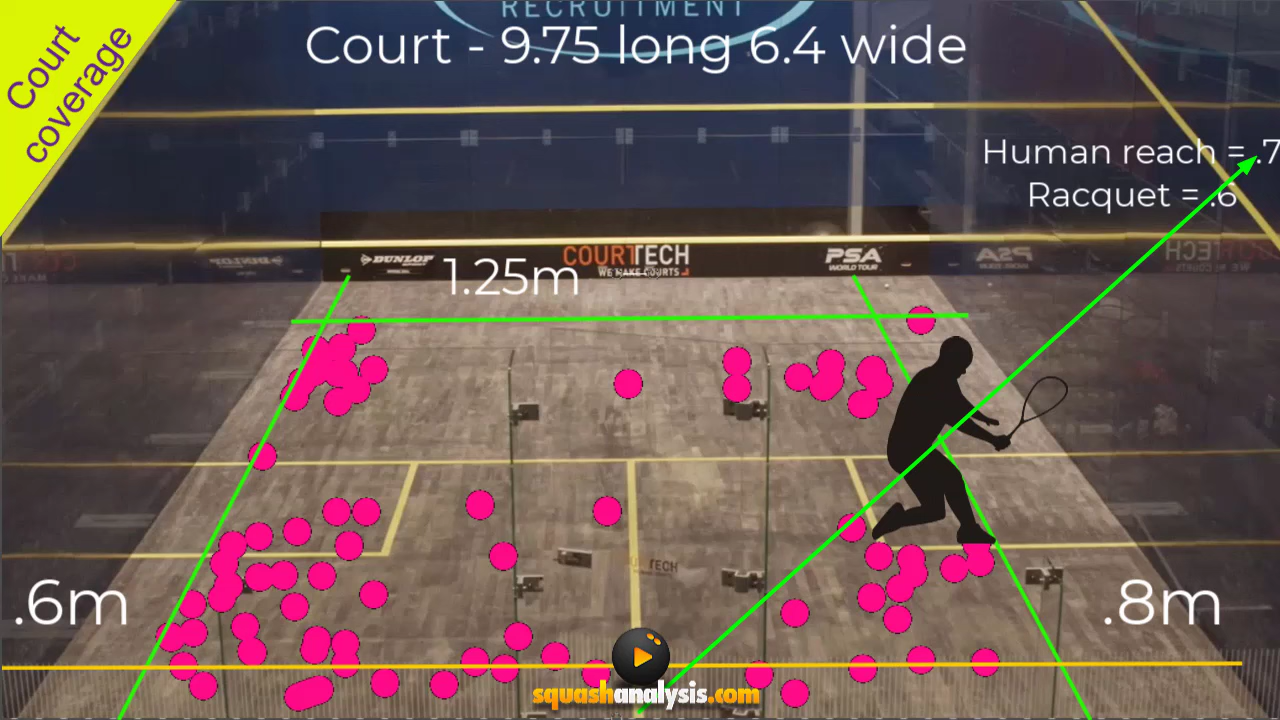 RECRUITMENT
Court
coverage
Court - 9.75 long 6.4 wide
Human reach = .7
Racquet = .6
DUNLOP
COURTTECH
WE MAKE COURTS
PSA
WORLD TOUR
1.25m
.6m
.8m
squashanalysis.com